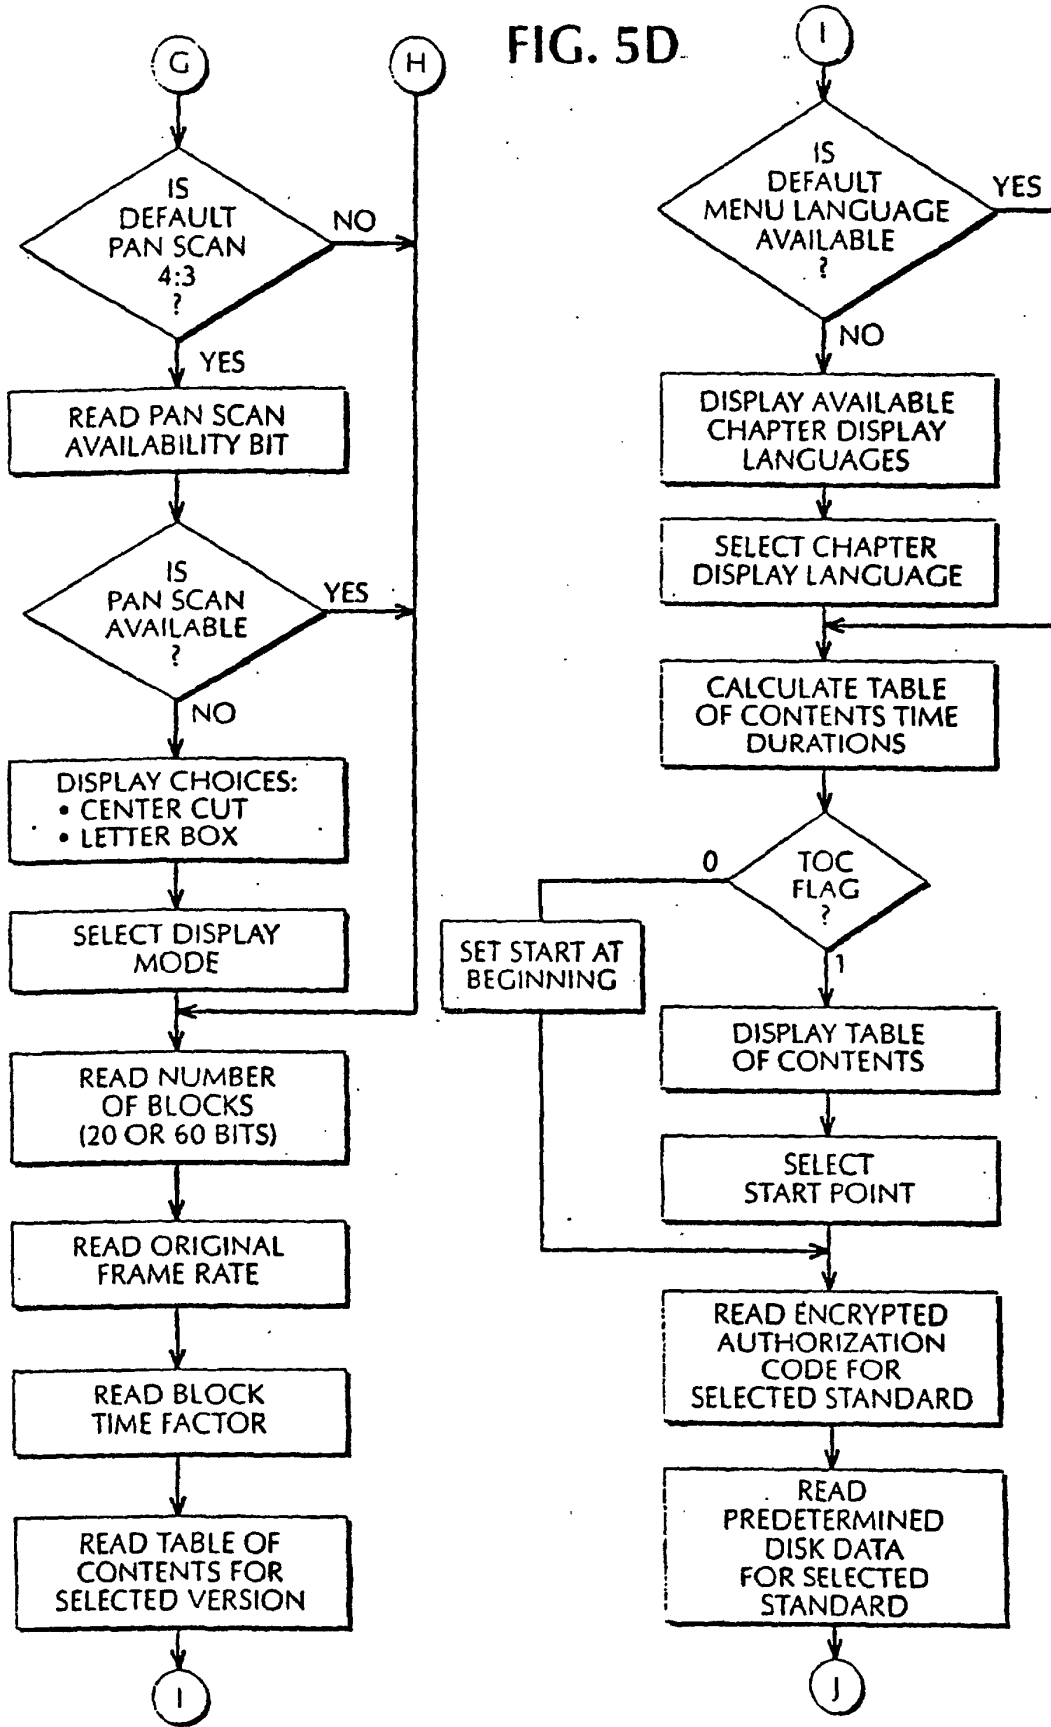 FIG. 5D
G
H
IS
DEFAULT
PAN SCAN
4:3
?
NO
YES
READ PAN SCAN
AVAILABILITY BIT
IS
PAN SCAN
AVAILABLE
?
YES
NO
DISPLAY CHOICES:
• CENTER CUT
• LETTER BOX
SELECT DISPLAY
MODE
READ NUMBER
OF BLOCKS
(20 OR 60 BITS)
READ ORIGINAL
FRAME RATE
READ BLOCK
TIME FACTOR
READ TABLE OF
CONTENTS FOR
SELECTED VERSION
I
I
IS
DEFAULT
MENU LANGUAGE
AVAILABLE
?
YES
NO
DISPLAY AVAILABLE
CHAPTER DISPLAY
LANGUAGES
SELECT CHAPTER
DISPLAY LANGUAGE
CALCULATE TABLE
OF CONTENTS TIME
DURATIONS
TOC
FLAG
?
0
1
SET START AT
BEGINNING
DISPLAY TABLE
OF CONTENTS
SELECT
START POINT
READ ENCRYPTED
AUTHORIZATION
CODE FOR
SELECTED STANDARD
READ
PREDETERMINED
DISK DATA
FOR SELECTED
STANDARD
J